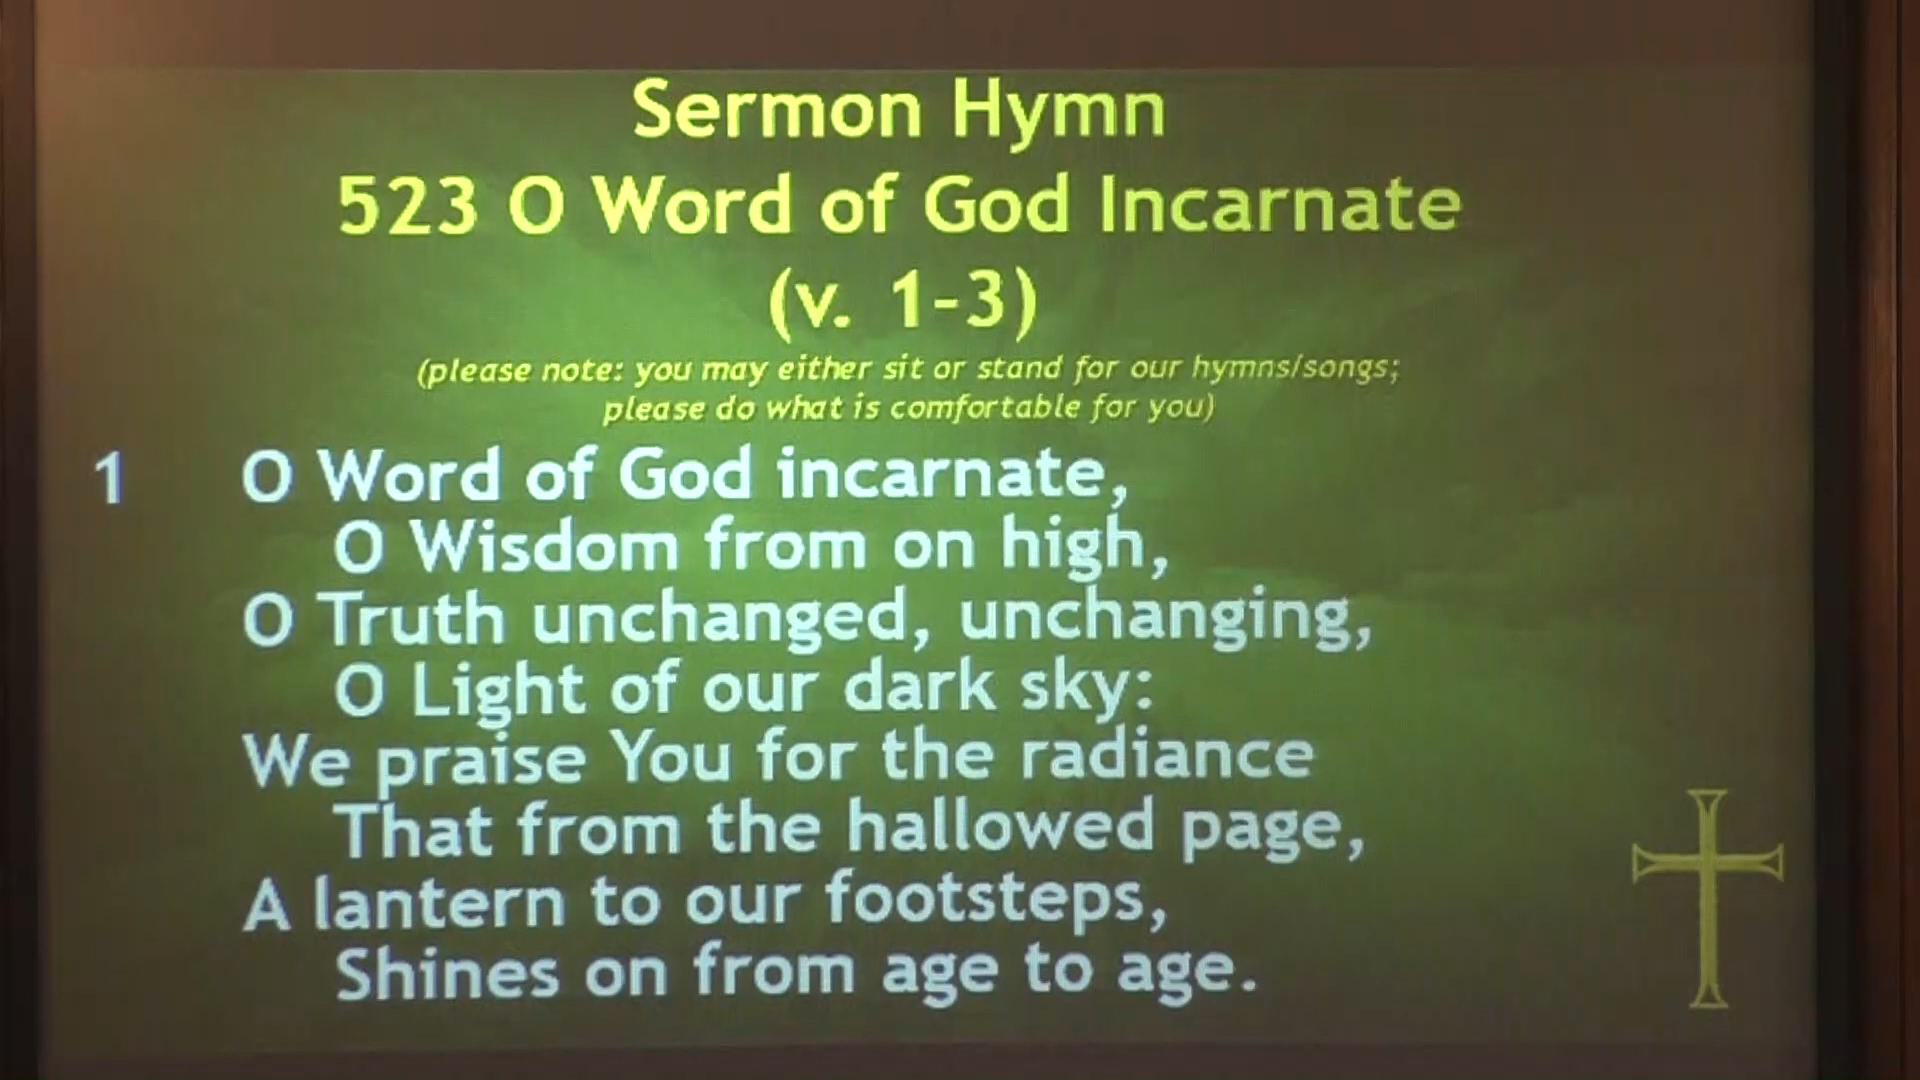 Sermon Hymn
523 O Word of God Incarnate
(v. 1-3)
(please note: you may either sit or stand for our hymns/songs;
please do what is comfortable for you)
1 O Word of God incarnate,
O Wisdom from on high,
O Truth unchanged, unchanging,
O Light of our dark sky:
We praise You for the radiance
That from the hallowed page,
A lantern to our footsteps,
Shines on from age to age.